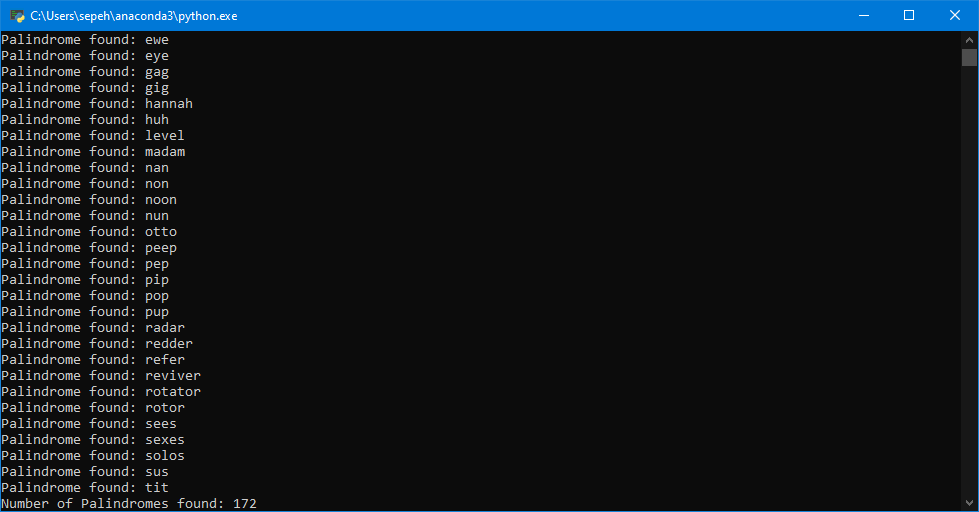 C:\Users\sepeh\anaconda3\python.exe
Palindrome found: ewe
Palindrome found: eye
Palindrome found: gag
Palindrome found: gig
Palindrome found: hannah
Palindrome found: huh
Palindrome found: level
Palindrome found: madam
Palindrome found: nan
Palindrome found: non
Palindrome found: noon
Palindrome found: nun
Palindrome found: otto
Palindrome found: peep
Palindrome found: pep
Palindrome found: pip
Palindrome found: pop
Palindrome found: pup
Palindrome found: radar
Palindrome found: redder
Palindrome found: refer
Palindrome found: reviver
Palindrome found: rotator
Palindrome found: rotor
Palindrome found: sees
Palindrome found: sexes
Palindrome found: solos
Palindrome found: sus
Palindrome found: tit
Number of Palindromes found: 172